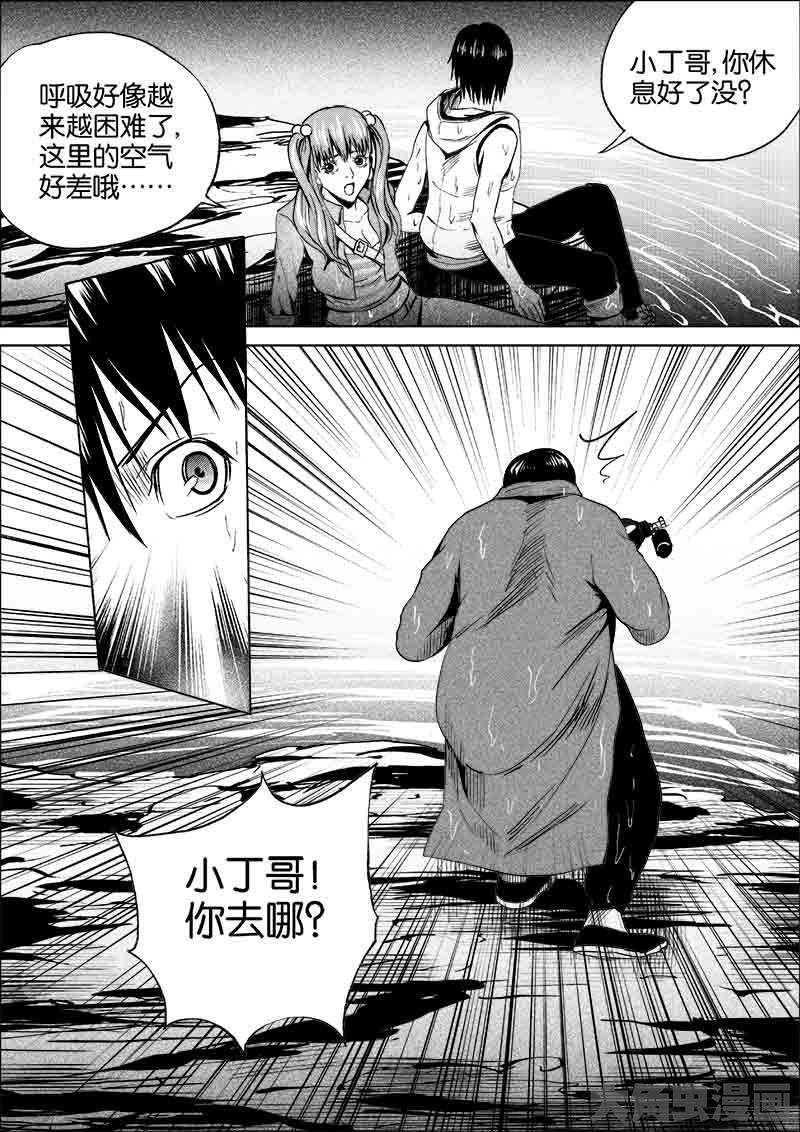 小丁哥，你休
息好了没？
呼吸好像越
来越困难了，
这里的空气
好差哦……
小丁哥！
你去哪？
大角虫漫画